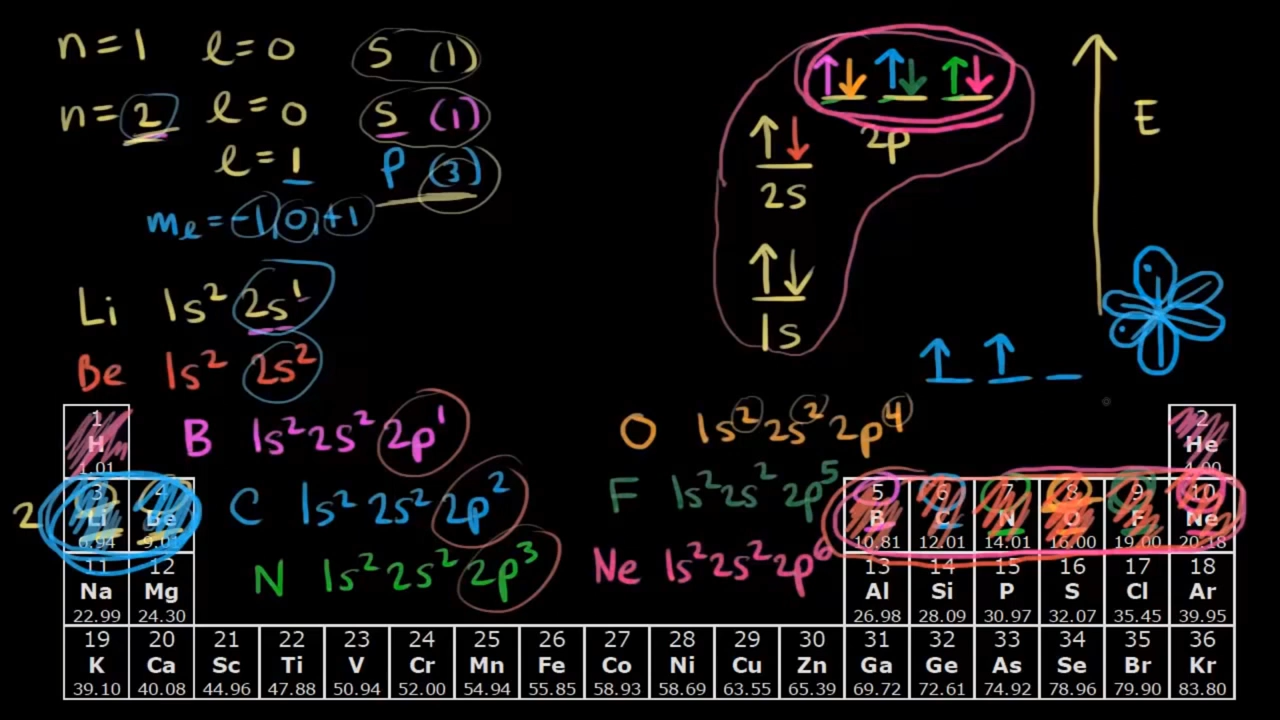 n=1 ℓ=0 S (1)
n=2 ℓ=0 S (1)
ℓ=1 P (3)
mℓ = -1, 0, +1
2p
2s
1s
E
Li 1s² 2s¹
Be 1s² 2s²
B 1s² 2s² 2p¹
C 1s² 2s² 2p²
N 1s² 2s² 2p³
O 1s² 2s² 2p⁴
F 1s² 2s² 2p⁵
Ne 1s² 2s² 2p⁶
1 2
H He
1.01 4.00
2 3 4 5 6 7 8 9 10
Li Be B C N O F Ne
6.94 9.01 10.81 12.01 14.01 16.00 19.00 20.18
11 12 13 14 15 16 17 18
Na Mg Al Si P S Cl Ar
22.99 24.30 26.98 28.09 30.97 32.07 35.45 39.95
19 20 21 22 23 24 25 26 27 28 29 30 31 32 33 34 35 36
K Ca Sc Ti V Cr Mn Fe Co Ni Cu Zn Ga Ge As Se Br Kr
39.10 40.08 44.96 47.88 50.94 52.00 54.94 55.85 58.93 58.69 63.55 65.39 69.72 72.61 74.92 78.96 79.90 83.80